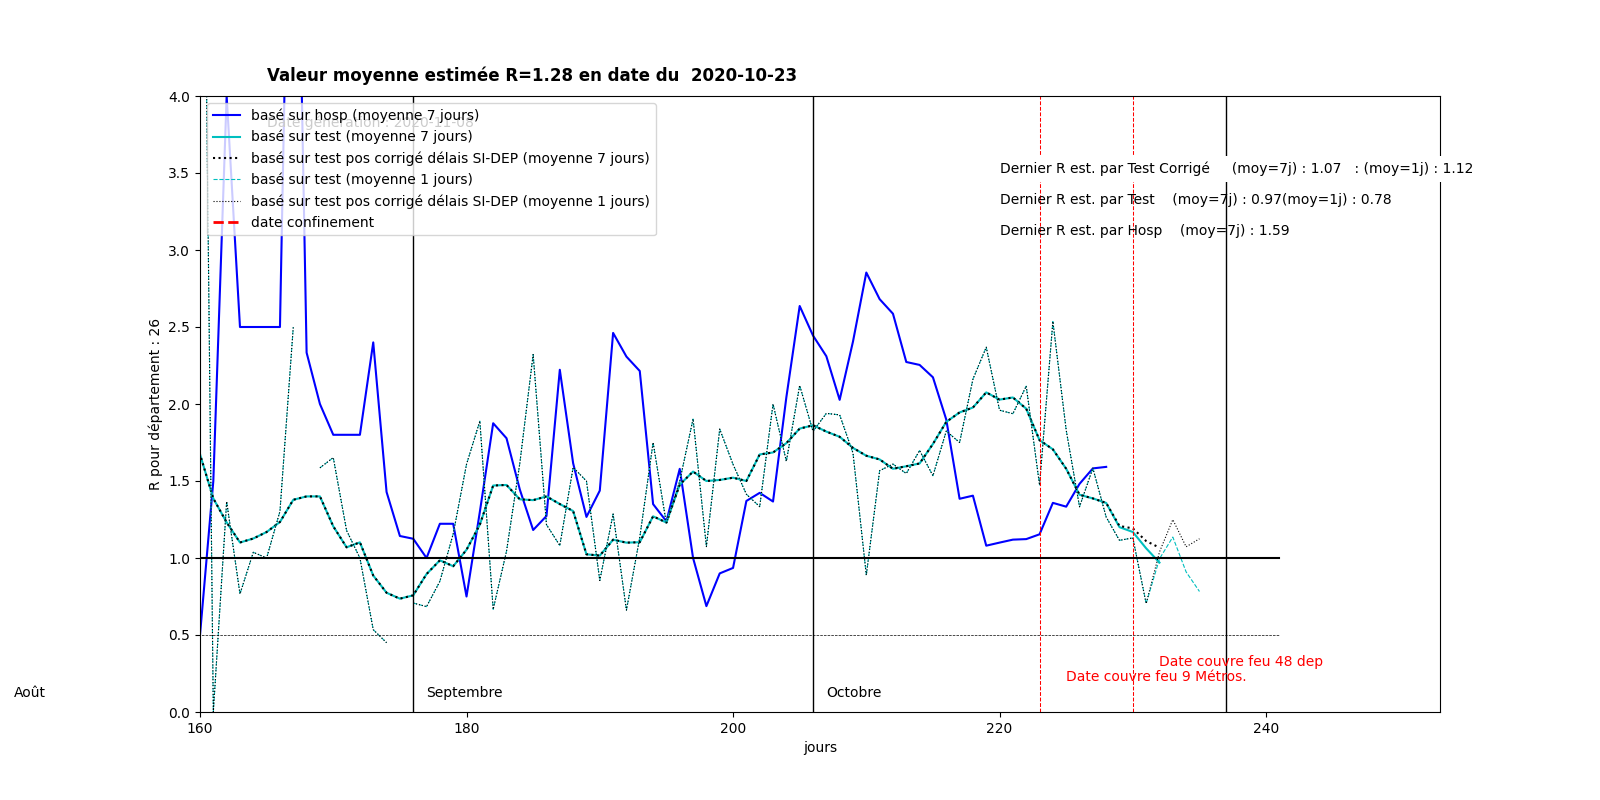 Valeur moyenne estimée R=1.28 en date du  2020-10-23
Date génération : 2020-11-08
basé sur hosp (moyenne 7 jours)
basé sur test (moyenne 7 jours)
basé sur test pos corrigé délais SI-DEP (moyenne 7 jours)
basé sur test (moyenne 1 jours)
basé sur test pos corrigé délais SI-DEP (moyenne 1 jours)
date confinement
Dernier R est. par Test Corrigé     (moy=7j) : 1.07   : (moy=1j) : 1.12
Dernier R est. par Test    (moy=7j) : 0.97(moy=1j) : 0.78
Dernier R est. par Hosp    (moy=7j) : 1.59
4.0
3.5
3.0
2.5
2.0
1.5
1.0
0.5
0.0
R pour département : 26
Date couvre feu 48 dep
Date couvre feu 9 Métros.
Août
Septembre
Octobre
160
180
200
220
240
jours